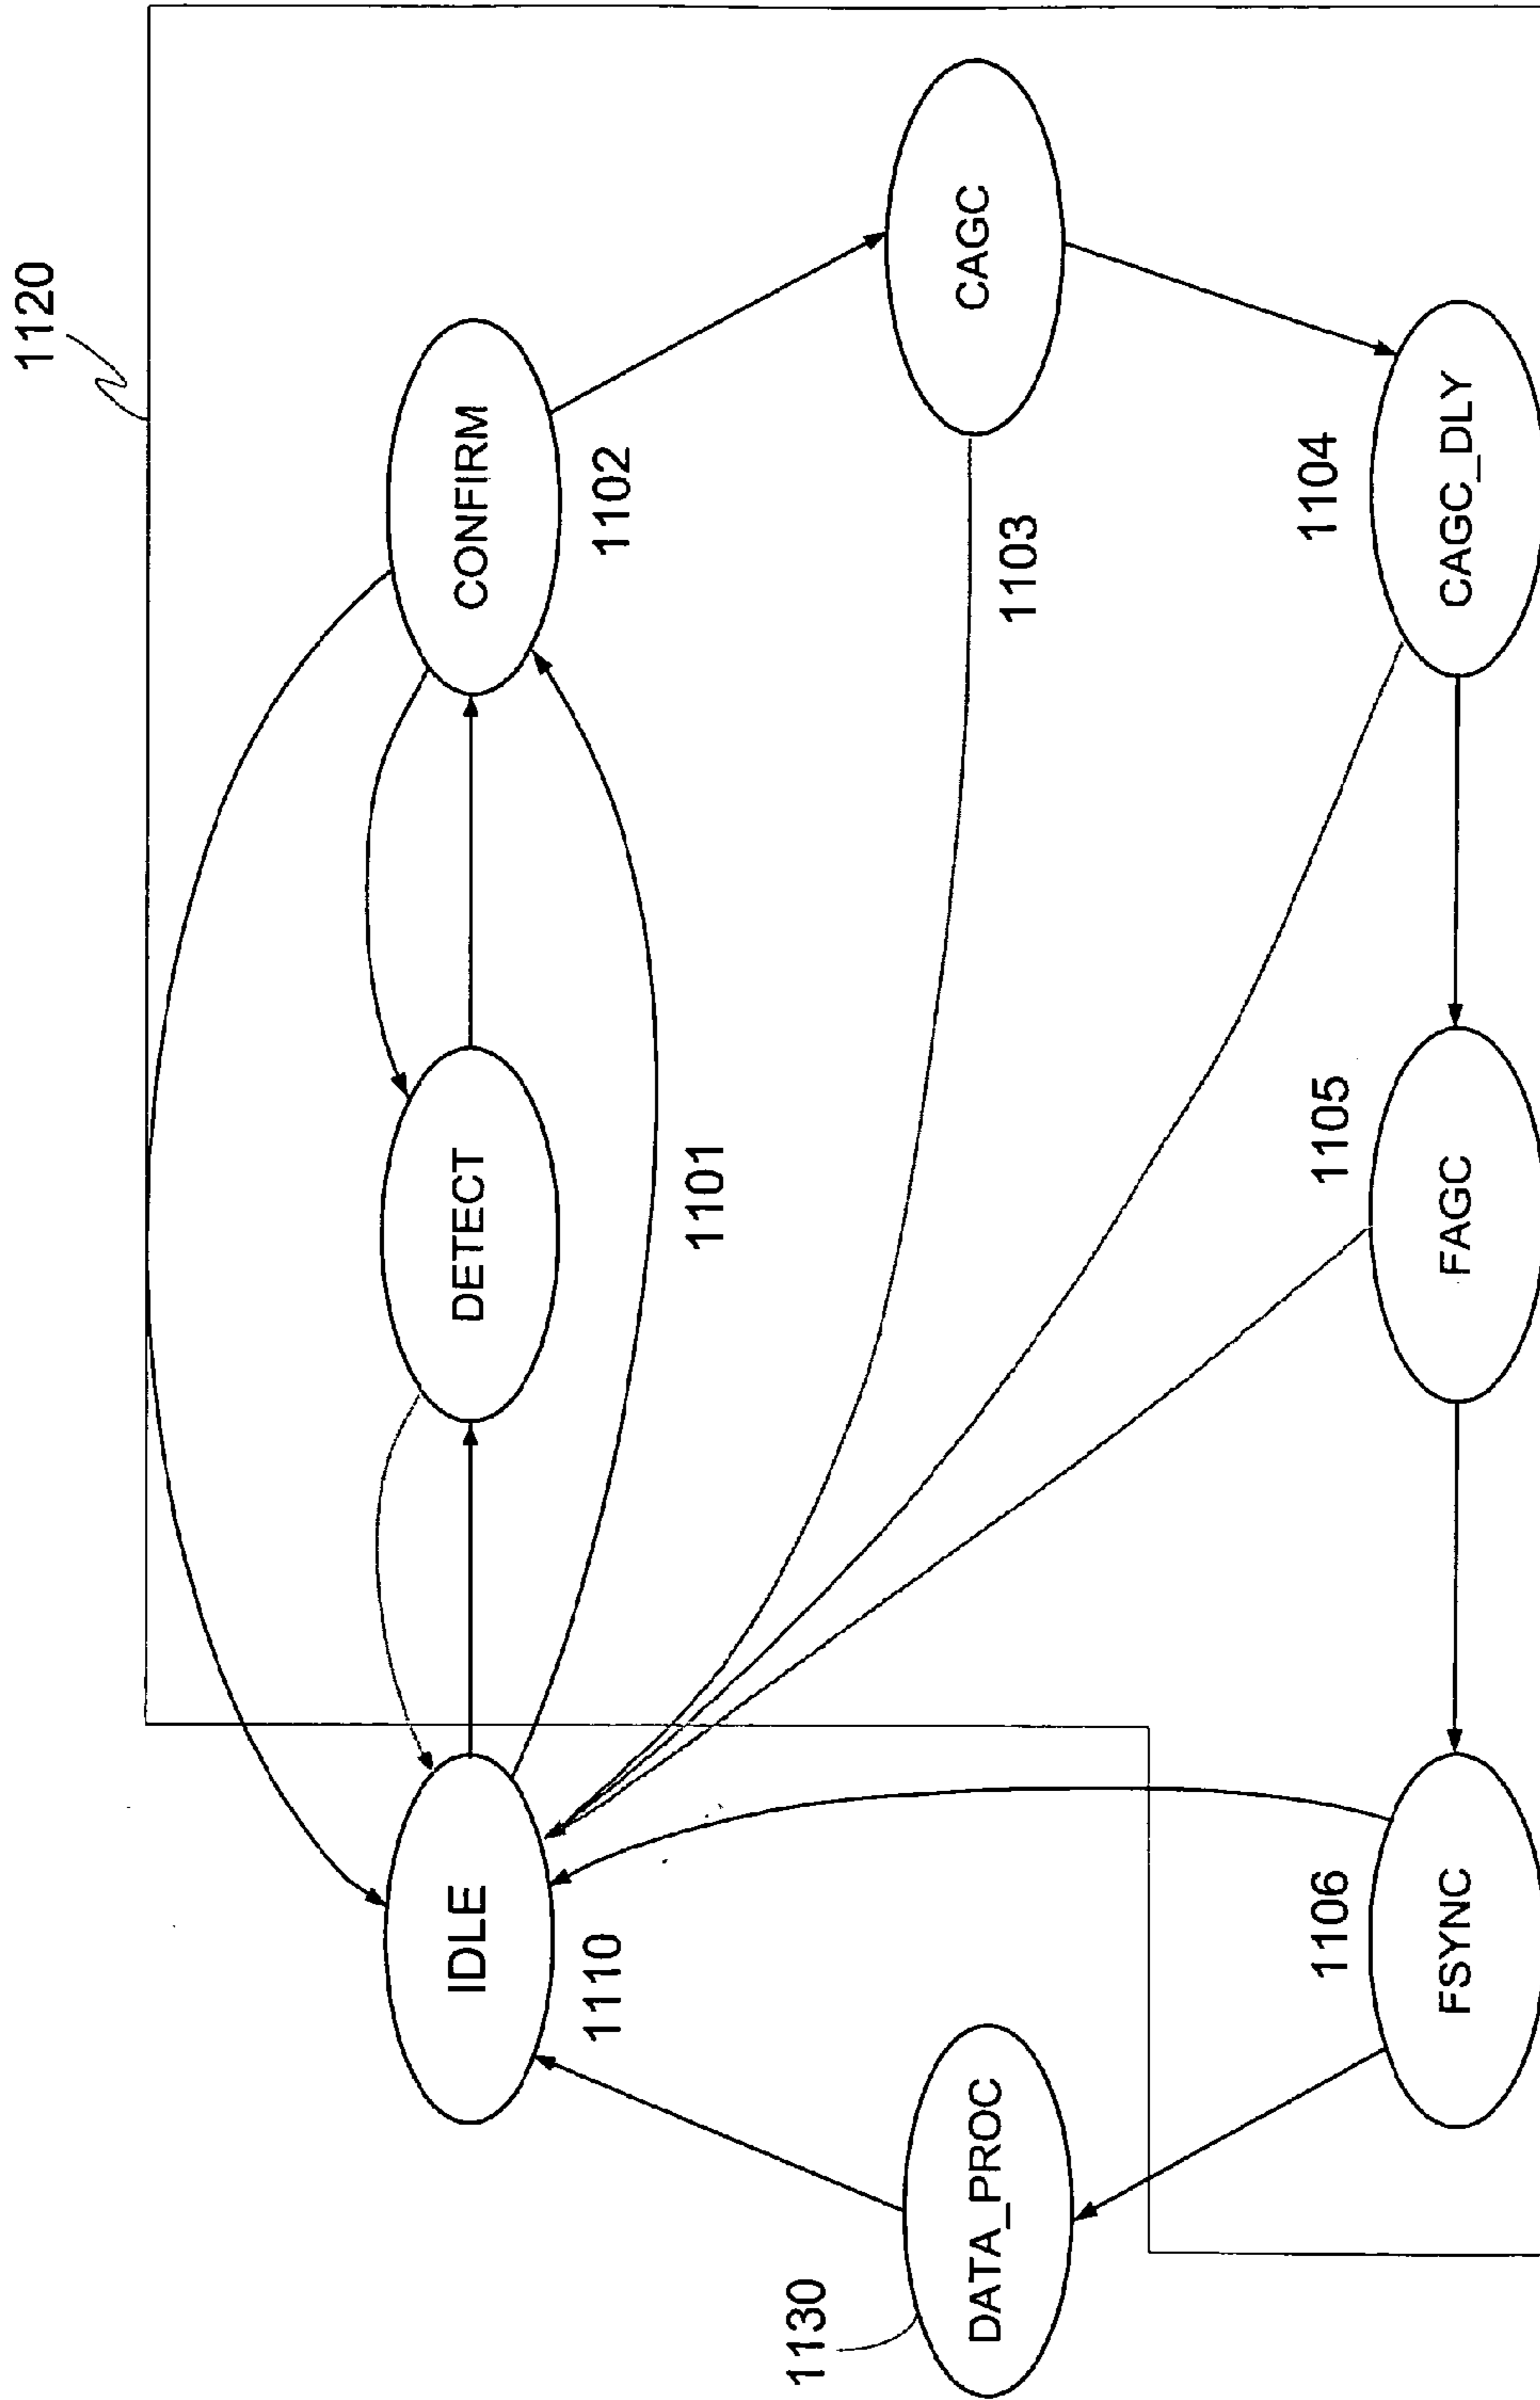 1120
CONFIRM
1102
DETECT
1101
IDLE
1110
CAGC
1103
DATA_PROC
1130
CAGC_DLY
1104
FAGC
1105
FSYNC
1106